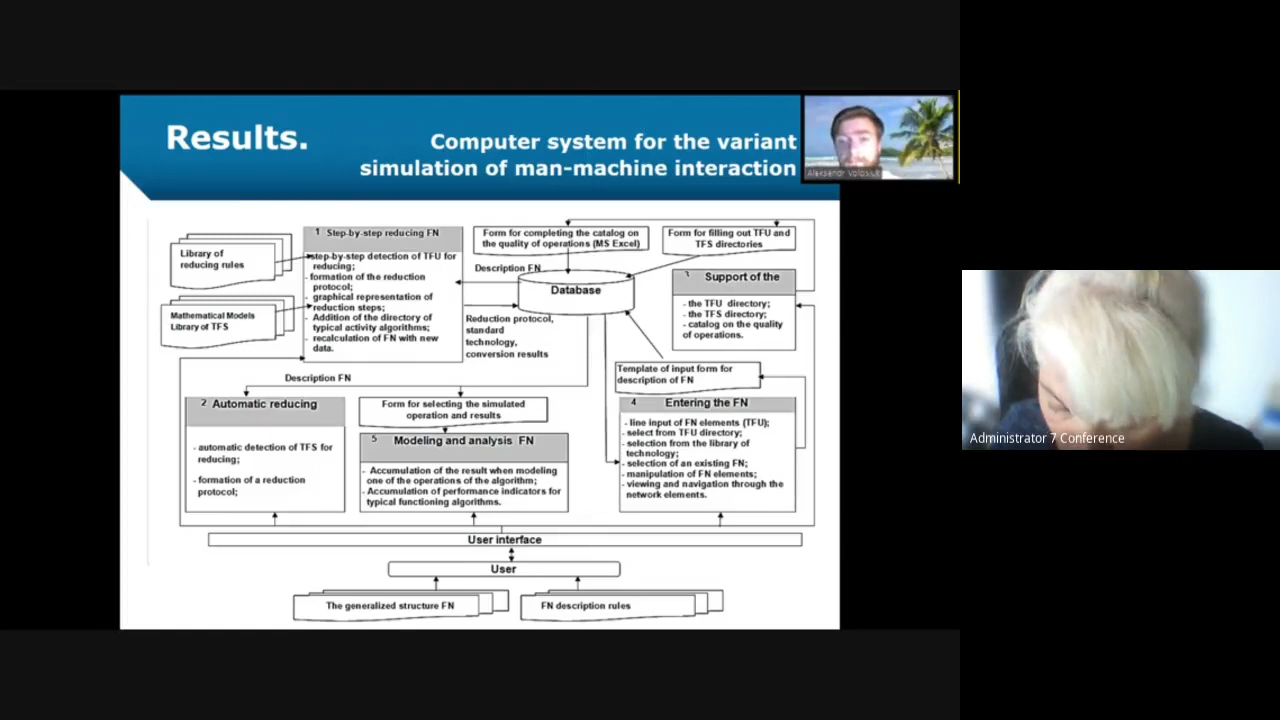 Results.
Computer system for the variant
simulation of man-machine interaction
Aleksandr Volosiuk
Library of
reducing rules
Mathematical Models
Library of TFS
1 Step-by-step reducing FN
step-by-step detection of TFU for
reducing;
- formation of the reduction
protocol;
- graphical representation of
reduction steps;
- Addition of the directory of
typical activity algorithms;
- recalculation of FN with new
data.
Form for completing the catalog on
the quality of operations (MS Excel)
Form for filling out TFU and
TFS directories
Description FN
Database
3 Support of the
- the TFU directory;
- the TFS directory;
- catalog on the quality
of operations.
Reduction protocol,
standard
technology,
conversion results
Template of input form for
description of FN
Description FN
2 Automatic reducing
- automatic detection of TFS for
reducing;
- formation of a reduction
protocol;
Form for selecting the simulated
operation and results
5 Modeling and analysis FN
- Accumulation of the result when modeling
one of the operations of the algorithm;
- Accumulation of performance indicators for
typical functioning algorithms.
4 Entering the FN
- line input of FN elements (TFU);
- select from TFU directory;
- selection from the library of
technology;
- selection of an existing FN;
- manipulation of FN elements;
- viewing and navigation through the
network elements.
User interface
User
The generalized structure FN
FN description rules
Administrator 7 Conference